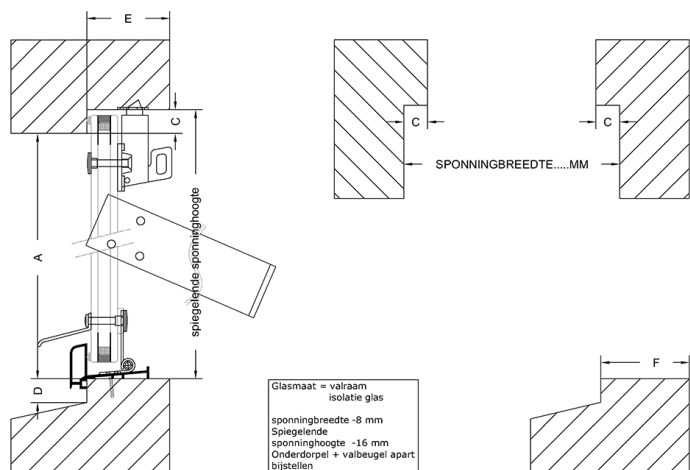 E
C
A
spiegelende sponninghoogte
D
C
C
SPONNINGBREEDTE.....MM
F
Glasmaat = valraam
isolatie glas
sponningbreedte -8 mm
Spiegelende
sponninghoogte -16 mm
Onderdorpel + valbeugel apart
bijstellen